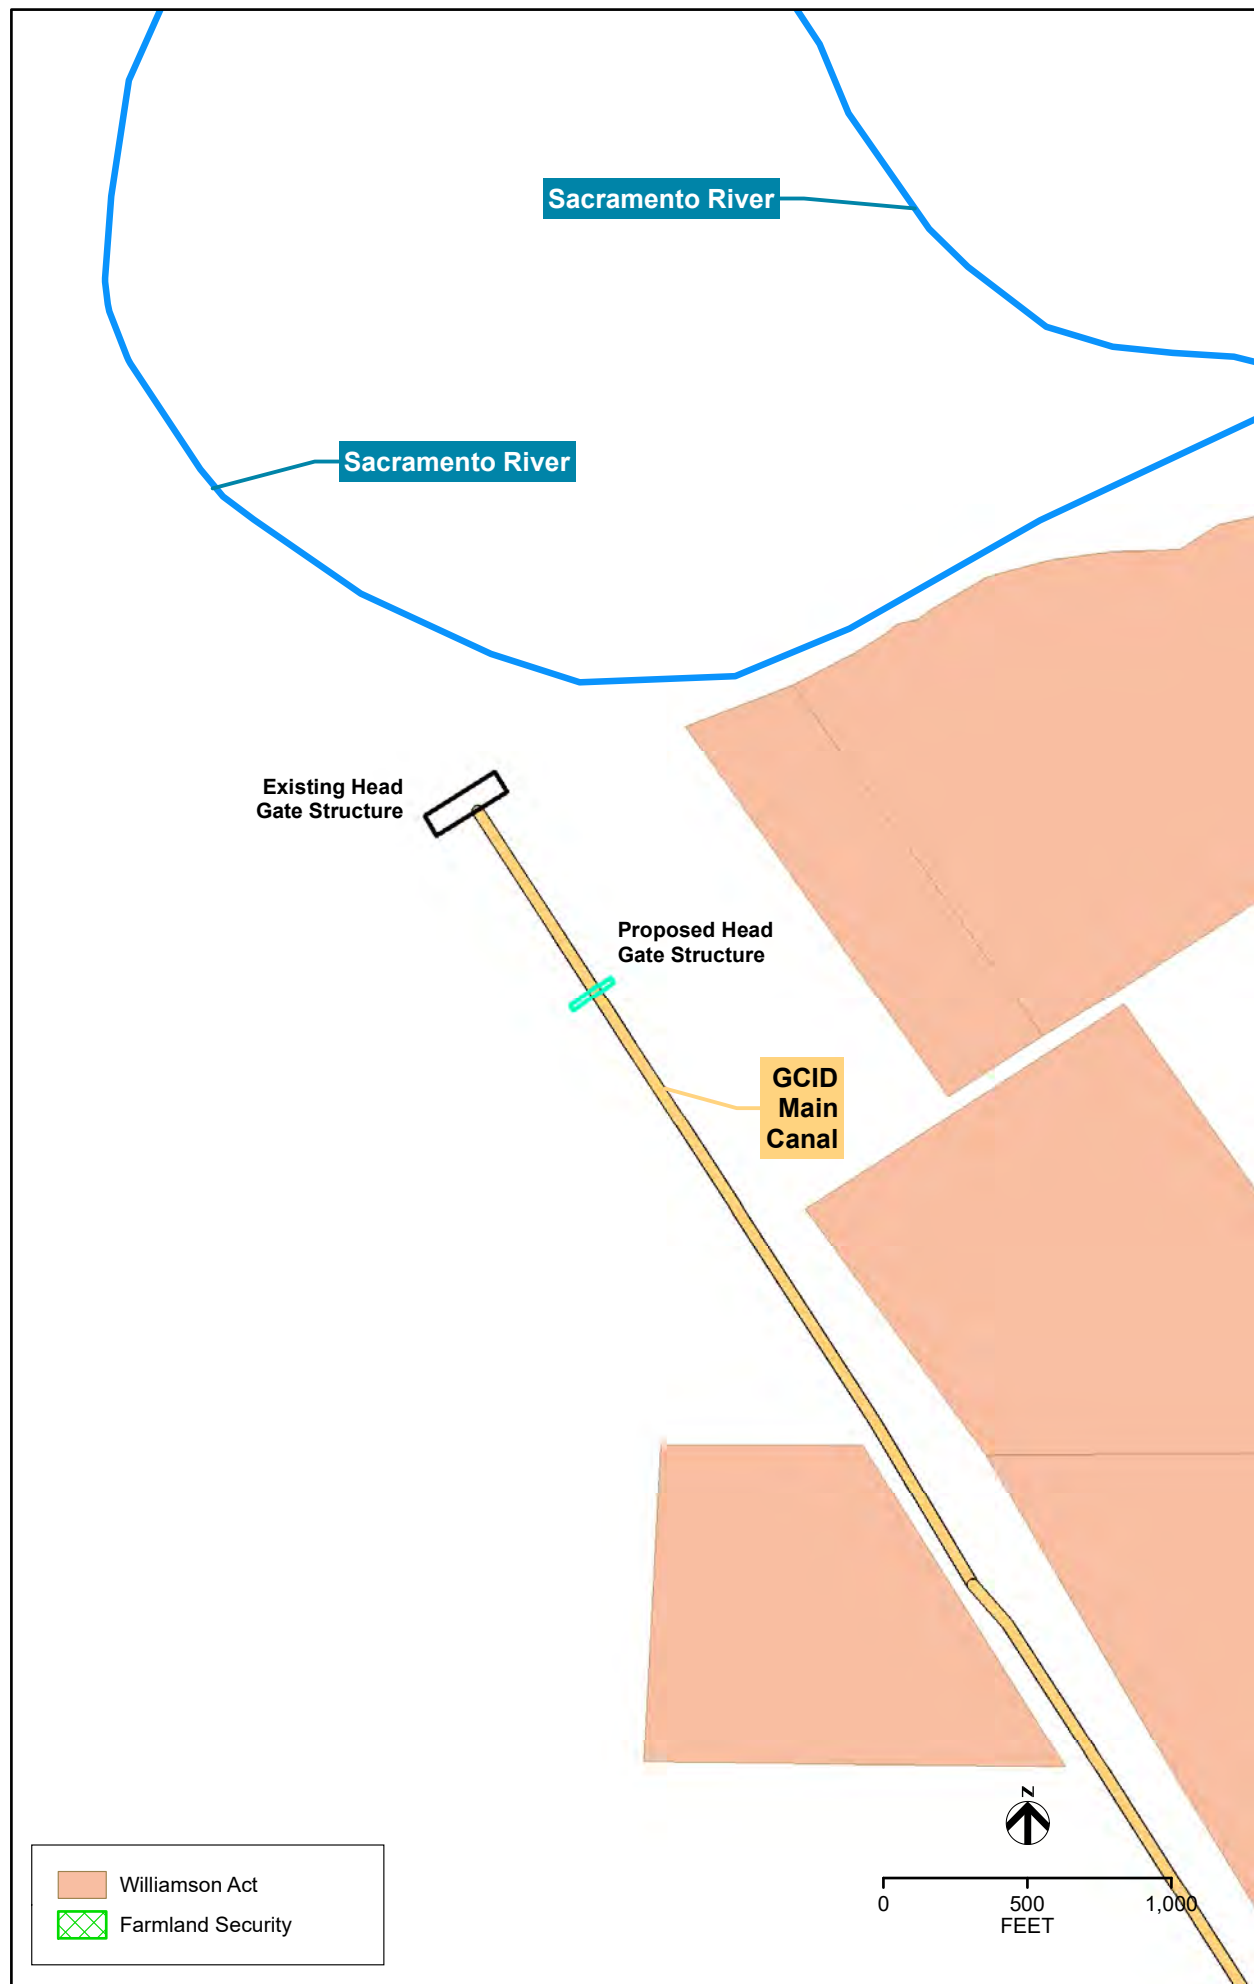 Sacramento River
Sacramento River
Existing Head
Gate Structure
Proposed Head
Gate Structure
GCID
Main
Canal
N
0 500 1,000
FEET
Williamson Act
Farmland Security